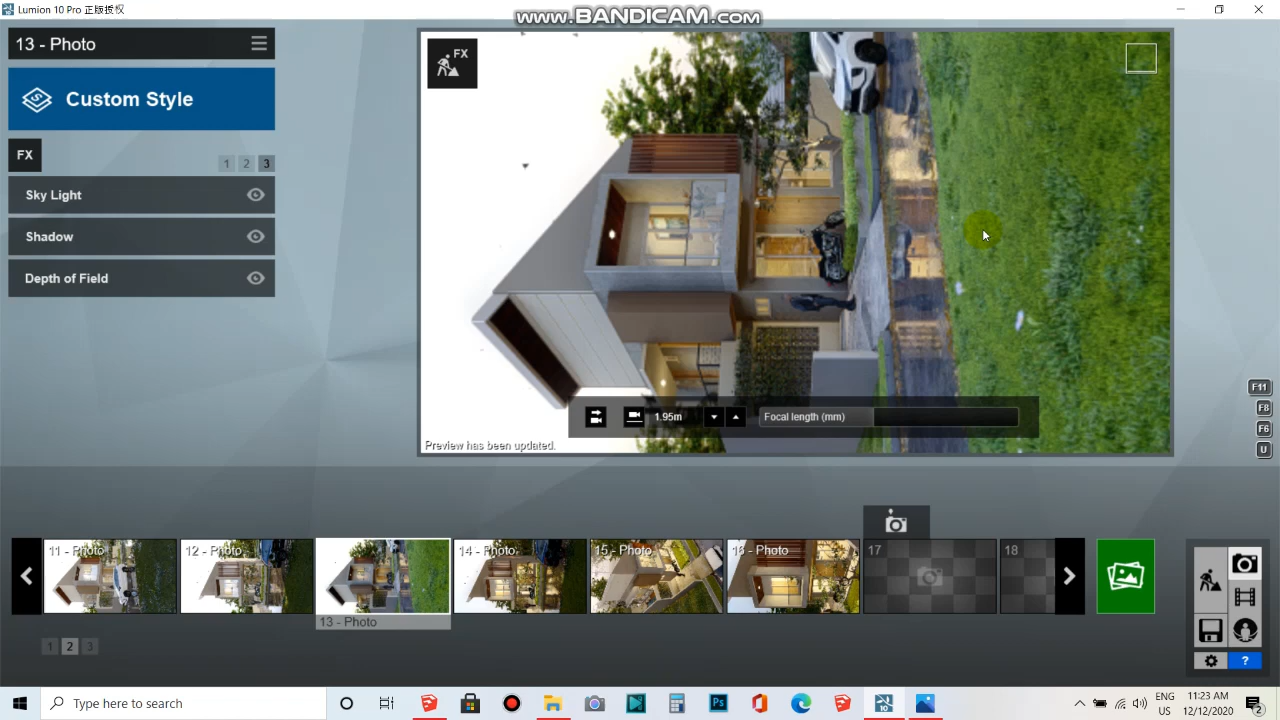 Lumion 10 Pro 正版授权
www.BANDICAM.com
13 - Photo
Custom Style
FX
1 2 3
Sky Light
Shadow
Depth of Field
FX
1.95m
Focal length (mm)
Preview has been updated.
F11
F8
F6
U
11 - Photo
12 - Photo
13 - Photo
14 - Photo
15 - Photo
16 - Photo
17
18
1 2 3
?
Type here to search
Ps
10
ENG
US
11:23 AM
12/12/2020
2